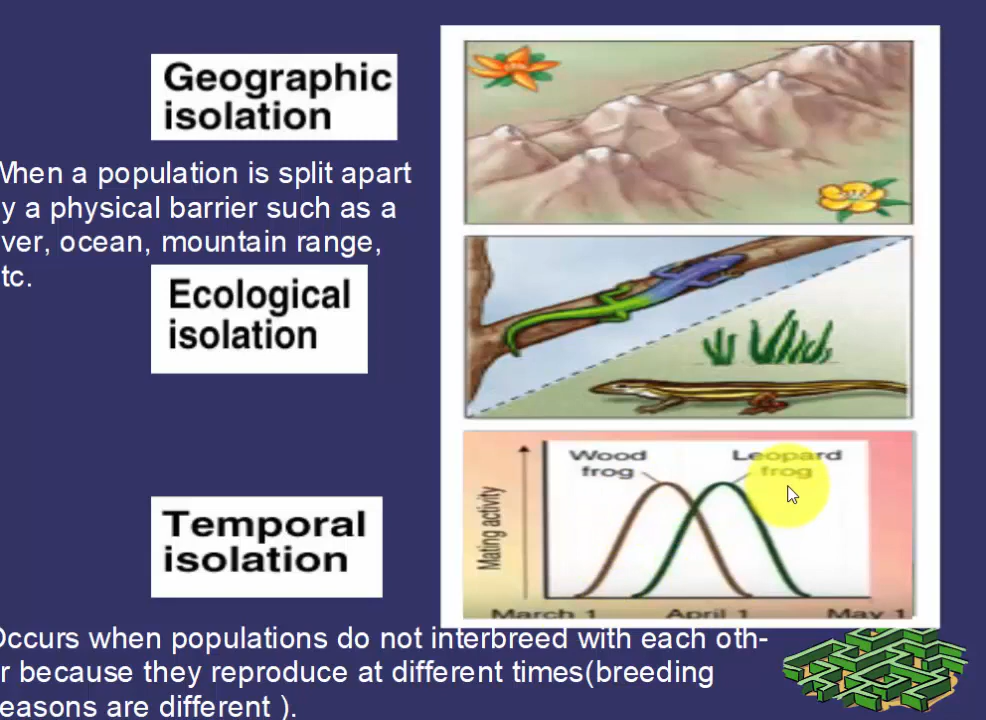 Geographic
isolation
When a population is split apart
y a physical barrier such as a
ver, ocean, mountain range,
tc.
Ecological
isolation
Wood
frog
Leopard
frog
Mating activity
March 1 April 1 May 1
Temporal
isolation
Occurs when populations do not interbreed with each oth-
r because they reproduce at different times(breeding
easons are different ).